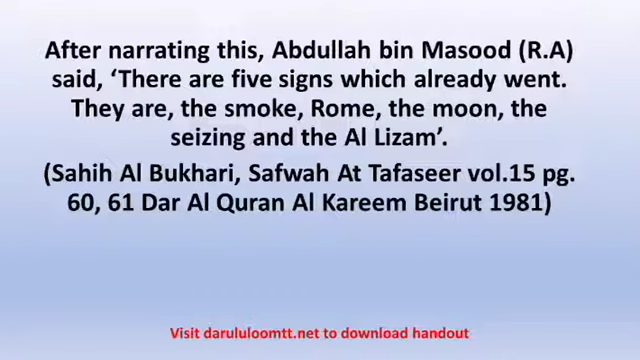 After narrating this, Abdullah bin Masood (R.A)
said, ‘There are five signs which already went.
They are, the smoke, Rome, the moon, the
seizing and the Al Lizam’.
(Sahih Al Bukhari, Safwah At Tafaseer vol.15 pg.
60, 61 Dar Al Quran Al Kareem Beirut 1981)
Visit darululoomtt.net to download handout